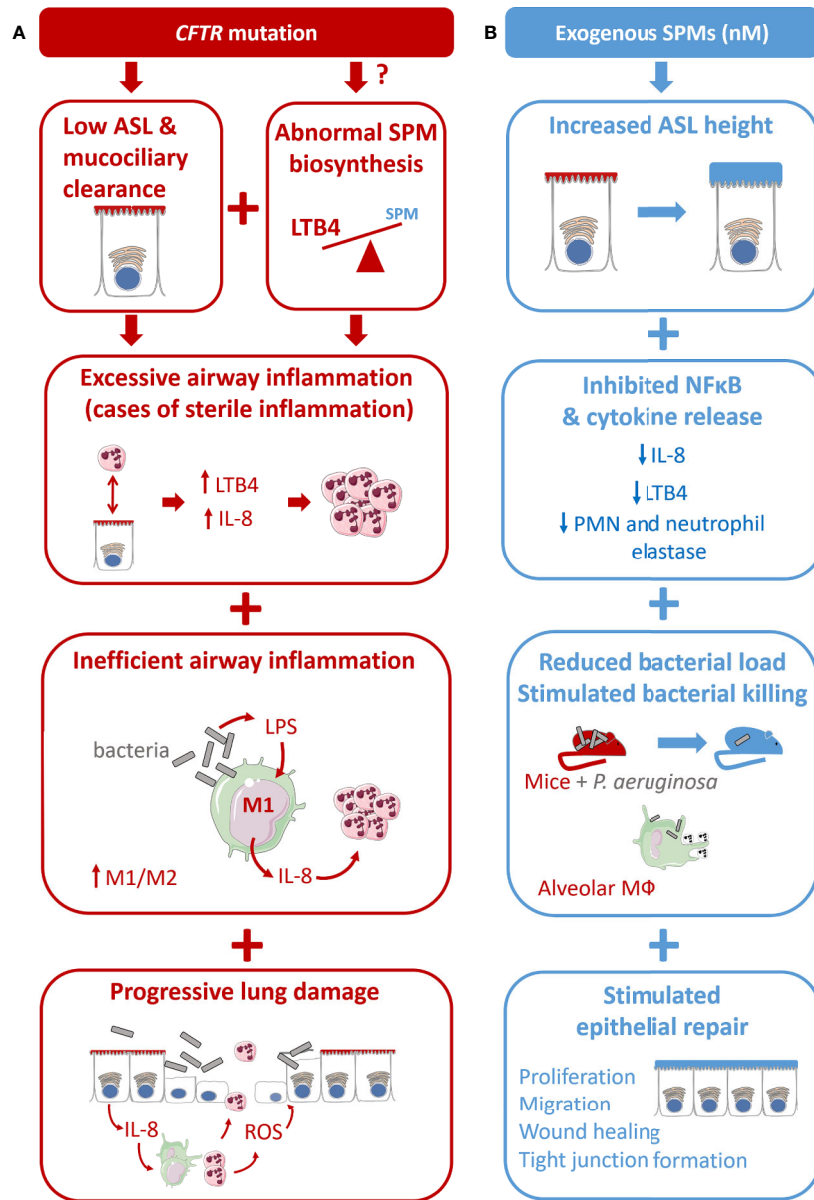 A
CFTR mutation
?
Low ASL &
mucociliary
clearance
+
Abnormal SPM
biosynthesis
LTB4
SPM
Excessive airway inflammation
(cases of sterile inflammation)
↑ LTB4
↑ IL-8
+
Inefficient airway inflammation
bacteria
LPS
M1
IL-8
↑ M1/M2
+
Progressive lung damage
IL-8
ROS
B
Exogenous SPMs (nM)
Increased ASL height
+
Inhibited NFκB
& cytokine release
↓ IL-8
↓ LTB4
↓ PMN and neutrophil
elastase
+
Reduced bacterial load
Stimulated bacterial killing
Mice + P. aeruginosa
Alveolar MΦ
+
Stimulated
epithelial repair
Proliferation
Migration
Wound healing
Tight junction formation